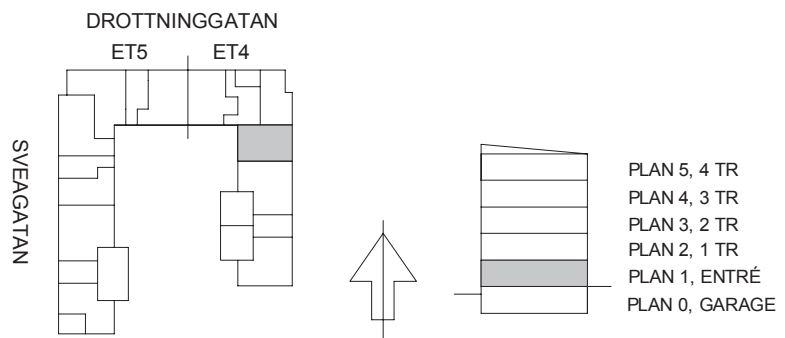 DROTTNINGGATAN
ET5 ET4
SVEAGATAN
PLAN 5, 4 TR
PLAN 4, 3 TR
PLAN 3, 2 TR
PLAN 2, 1 TR
PLAN 1, ENTRÉ
PLAN 0, GARAGE